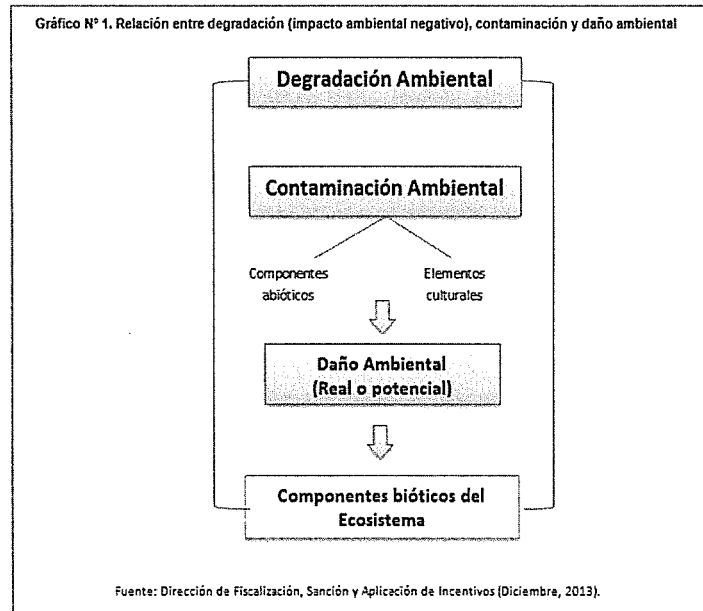 Gráfico Nº 1. Relación entre degradación (impacto ambiental negativo), contaminación y daño ambiental
Degradación Ambiental
Contaminación Ambiental
Componentes
abióticos
Elementos
culturales
Daño Ambiental
(Real o potencial)
Componentes bióticos del
Ecosistema
Fuente: Dirección de Fiscalización, Sanción y Aplicación de Incentivos (Diciembre, 2013).